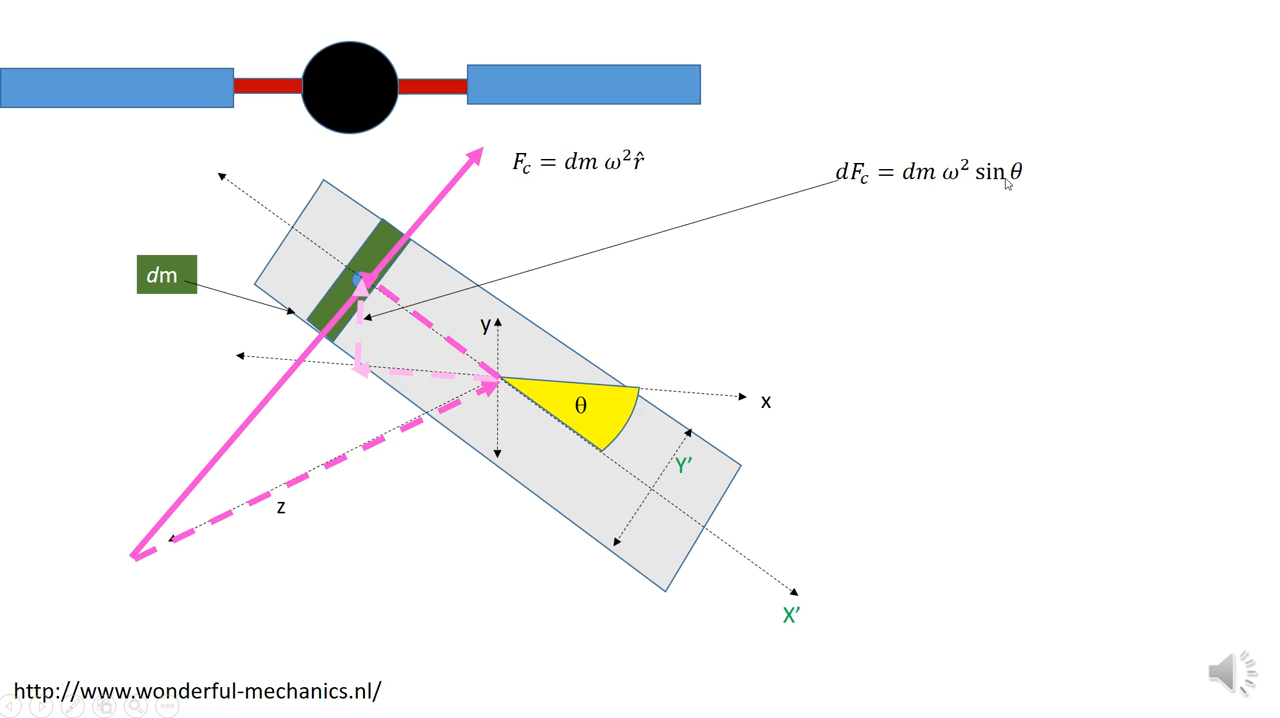 F_c = dm ω² r̂
dF_c = dm ω² sin θ
dm
y
θ
x
Y’
z
X’
http://www.wonderful-mechanics.nl/